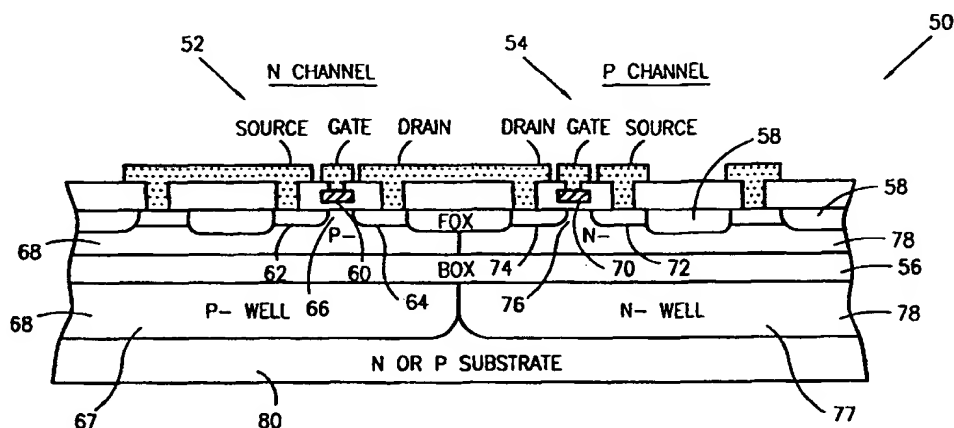 50
52
54
N CHANNEL
P CHANNEL
SOURCE GATE DRAIN DRAIN GATE SOURCE
58
58
FOX
P-
N-
68
62
66
60
64
74
76
70
72
78
BOX
56
68
P- WELL
N- WELL
78
N OR P SUBSTRATE
67
80
77